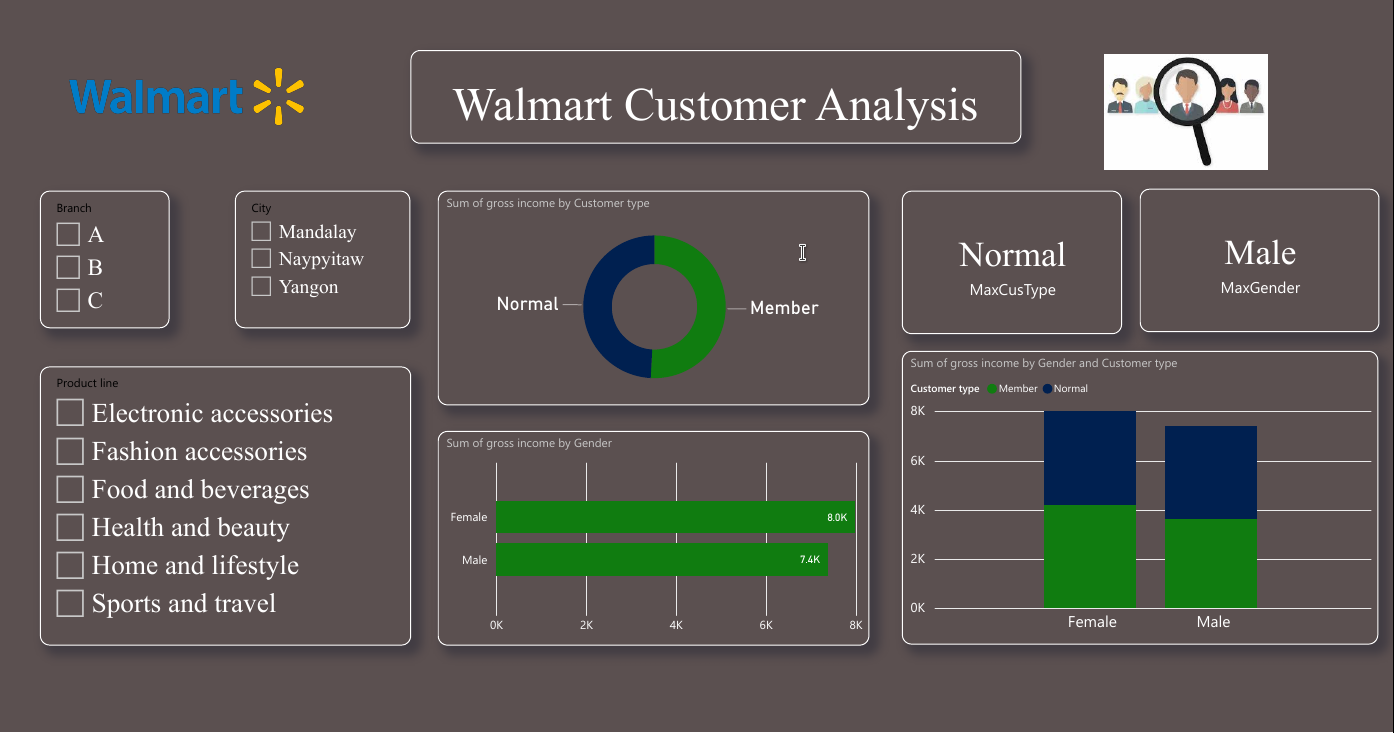 Walmart
Walmart Customer Analysis
Branch
A
B
C
City
Mandalay
Naypyitaw
Yangon
Product line
Electronic accessories
Fashion accessories
Food and beverages
Health and beauty
Home and lifestyle
Sports and travel
Sum of gross income by Customer type
Normal
Member
Sum of gross income by Gender
Female
8.0K
Male
7.4K
0K 2K 4K 6K 8K
Normal
MaxCusType
Male
MaxGender
Sum of gross income by Gender and Customer type
Customer type Member Normal
8K
6K
4K
2K
0K
Female Male